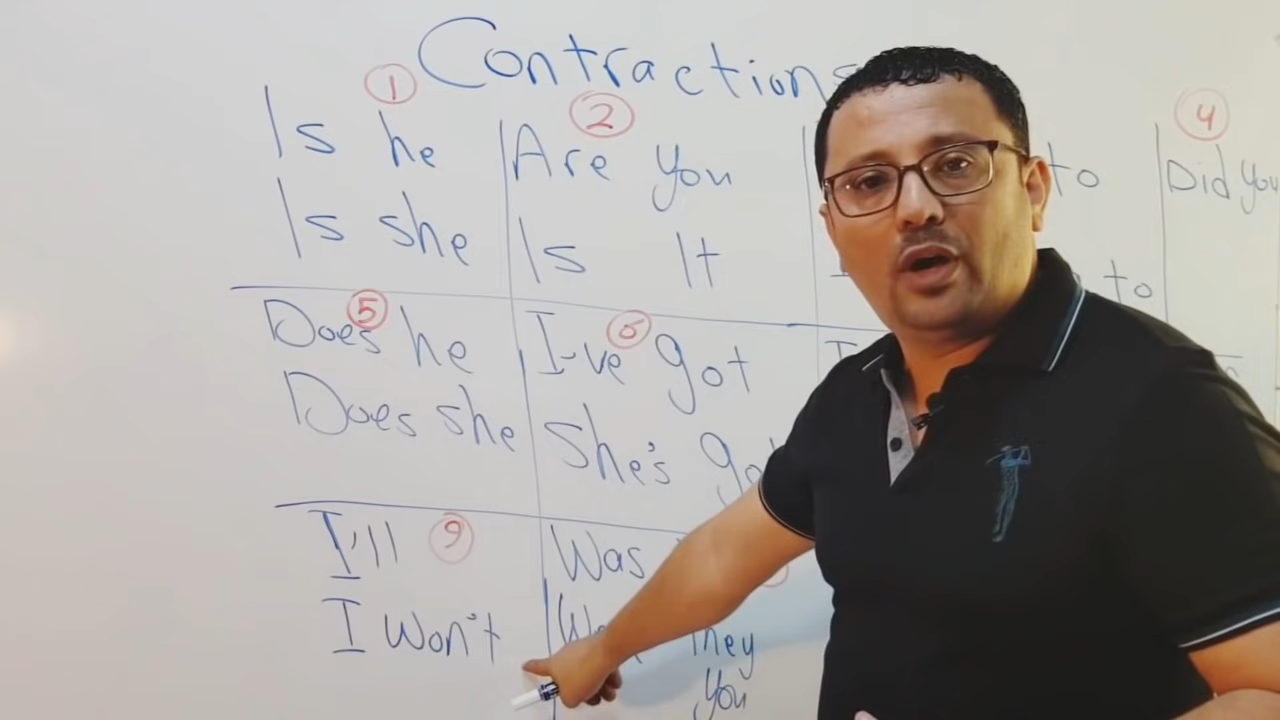 Contractions
① ② ④
Is he
Is she
Are You
Is It
to
to
Did you
⑤ ⑥
Does he
Does she
I-ve got
She's
I
⑨
I'll
I Won't
Was
They
You